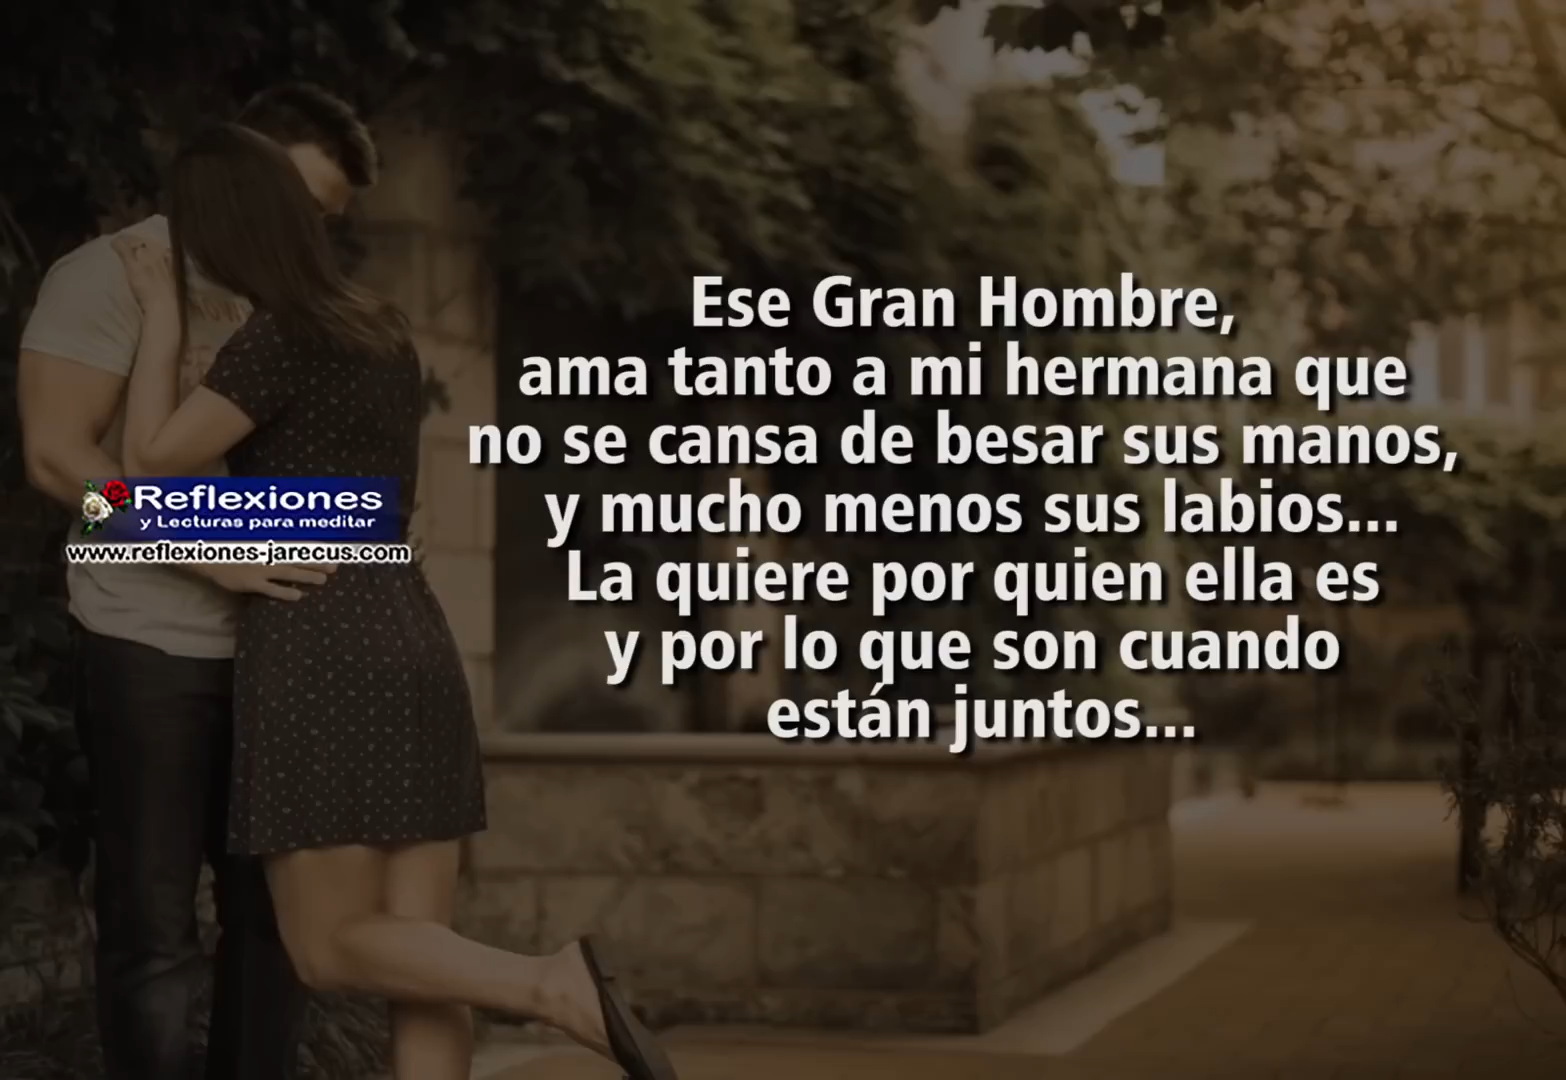 Ese Gran Hombre,
ama tanto a mi hermana que
no se cansa de besar sus manos,
y mucho menos sus labios...
La quiere por quien ella es
y por lo que son cuando
están juntos...
Reflexiones
y Lecturas para meditar
www.reflexiones-jarecus.com